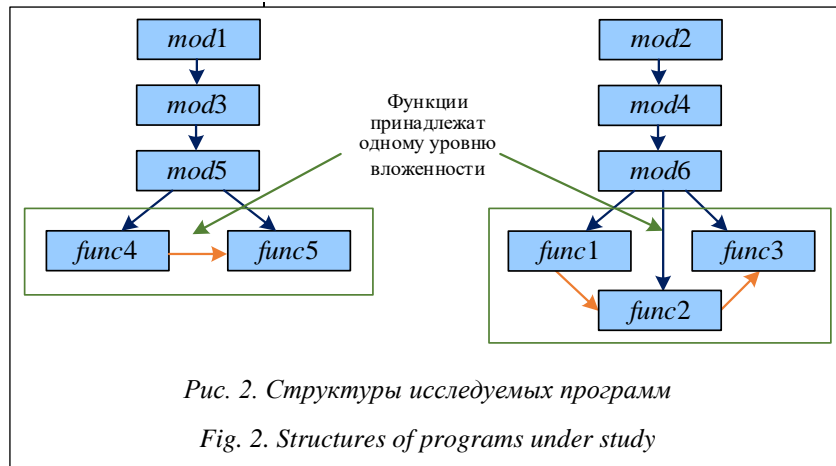 mod1
mod2
mod3
mod4
Функции
принадлежат
одному уровню
вложенности
mod5
mod6
func4
func5
func1
func3
func2
Рис. 2. Структуры исследуемых программ
Fig. 2. Structures of programs under study